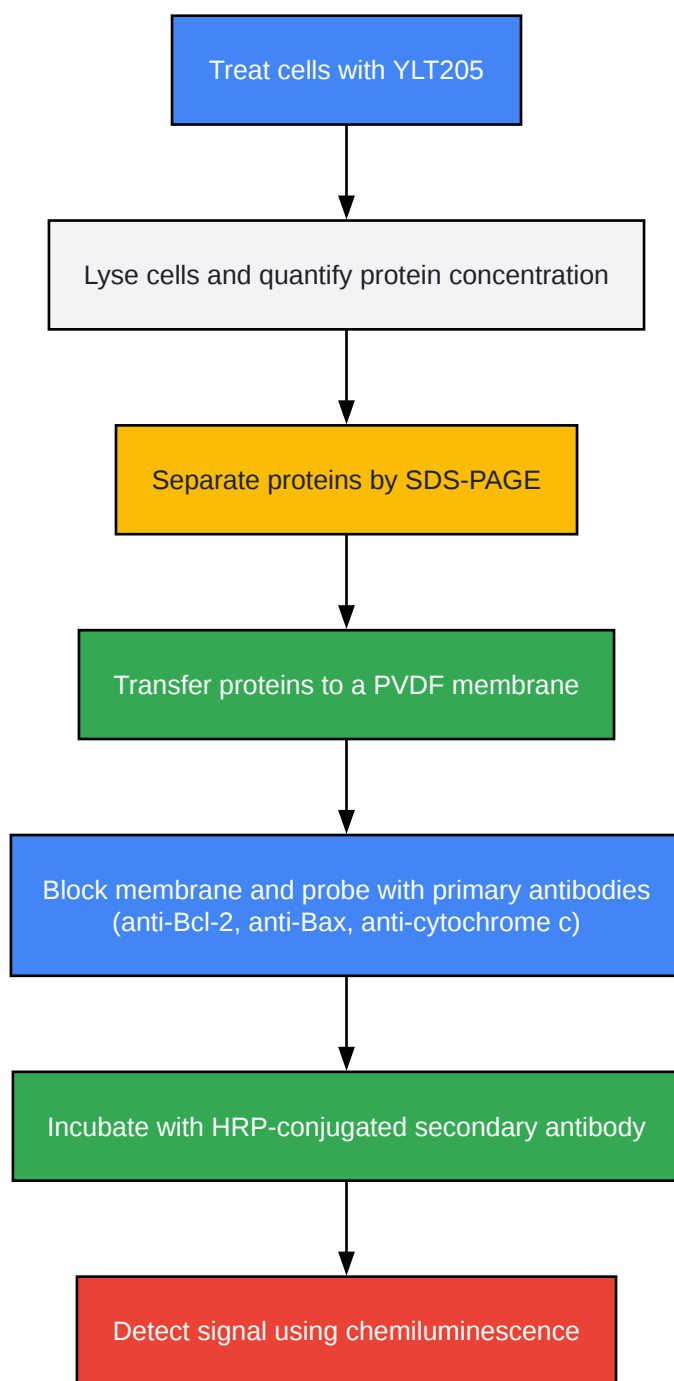 Treat cells with YLT205
Lyse cells and quantify protein concentration
Separate proteins by SDS-PAGE
Transfer proteins to a PVDF membrane
Block membrane and probe with primary antibodies
(anti-Bcl-2, anti-Bax, anti-cytochrome c)
Incubate with HRP-conjugated secondary antibody
Detect signal using chemiluminescence